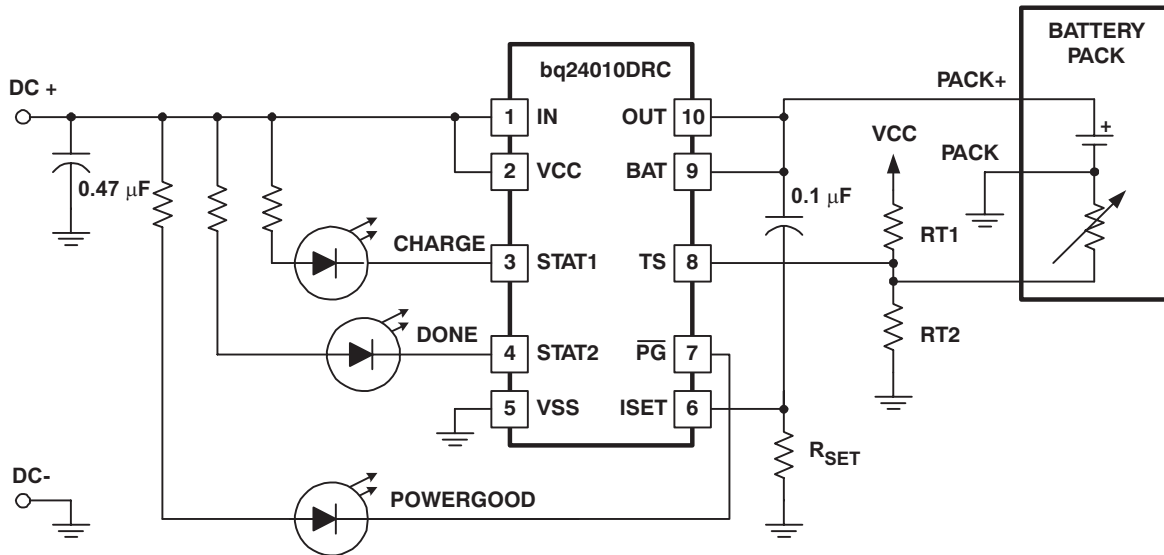 BATTERY
PACK
bq24010DRC
DC +
PACK+
1 IN OUT 10
VCC
+
PACK
2 VCC BAT 9
0.47 μF
0.1 μF
RT1
CHARGE
3 STAT1 TS 8
DONE
RT2
4 STAT2 P̅G̅ 7
5 VSS ISET 6
RSET
DC-
POWERGOOD